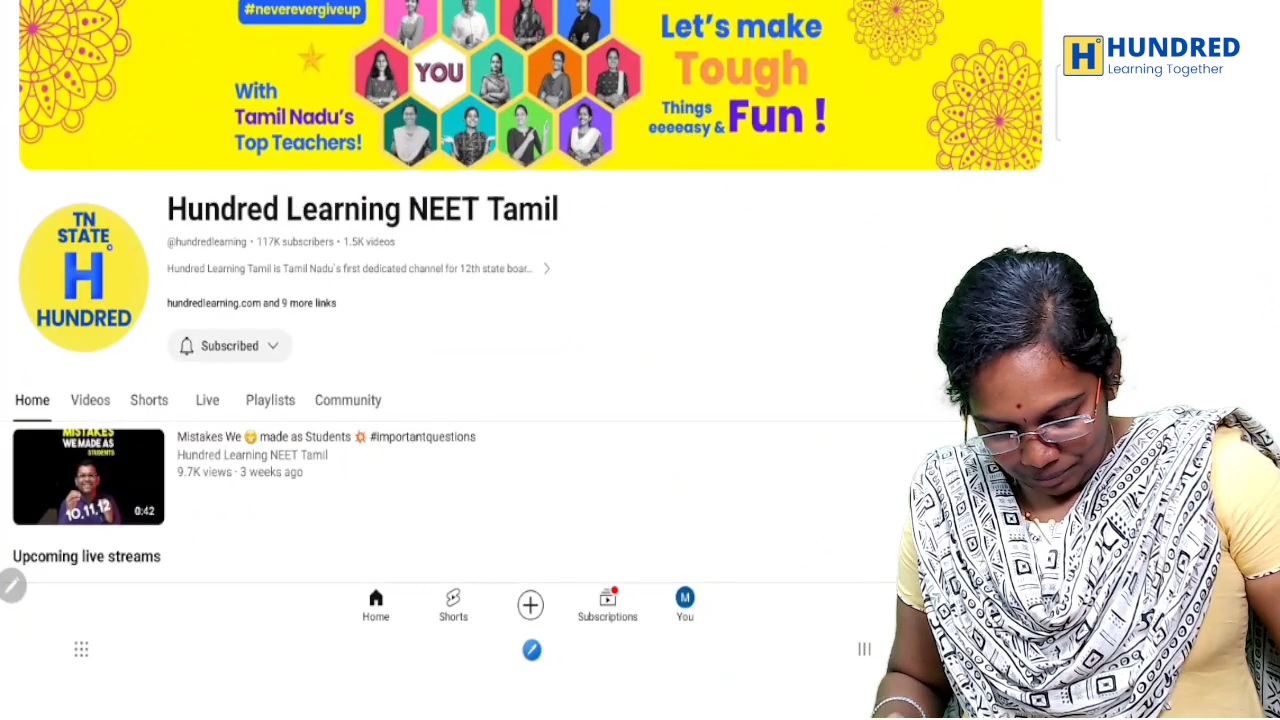 #neverevergiveup
With
Tamil Nadu's
Top Teachers!
YOU
Let's make
Tough
Things
eeeeasy &
Fun !
H
HUNDRED
Learning Together
TN
STATE
H
HUNDRED
Hundred Learning NEET Tamil
@hundredlearning • 117K subscribers • 1.5K videos
Hundred Learning Tamil is Tamil Nadu's first dedicated channel for 12th state boar...
hundredlearning.com and 9 more links
Subscribed
Home Videos Shorts Live Playlists Community
MISTAKES
WE MADE AS
STUDENTS
10,11,12
0:42
Mistakes We 🤫 made as Students 💥 #importantquestions
Hundred Learning NEET Tamil
9.7K views · 3 weeks ago
Upcoming live streams
M
Home Shorts Subscriptions You